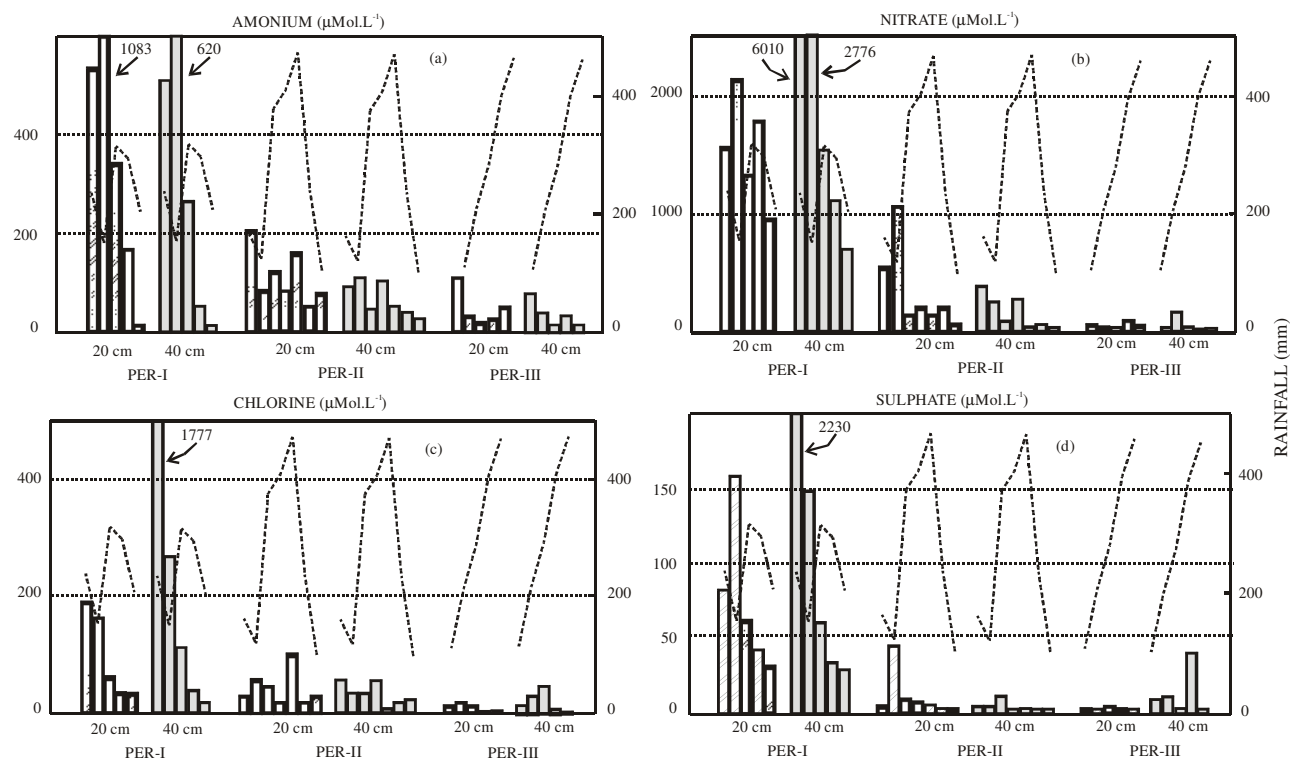 AMONIUM (µMol.L⁻¹)
1083
620
(a)
400
200
0
400
200
0
20 cm
40 cm
20 cm
40 cm
20 cm
40 cm
PER-I
PER-II
PER-III
NITRATE (µMol.L⁻¹)
6010
2776
(b)
2000
1000
0
400
200
0
20 cm
40 cm
20 cm
40 cm
20 cm
40 cm
PER-I
PER-II
PER-III
RAINFALL (mm)
CHLORINE (µMol.L⁻¹)
1777
(c)
400
200
0
400
200
0
20 cm
40 cm
20 cm
40 cm
20 cm
40 cm
PER-I
PER-II
PER-III
SULPHATE (µMol.L⁻¹)
2230
(d)
150
100
50
0
400
200
0
20 cm
40 cm
20 cm
40 cm
20 cm
40 cm
PER-I
PER-II
PER-III